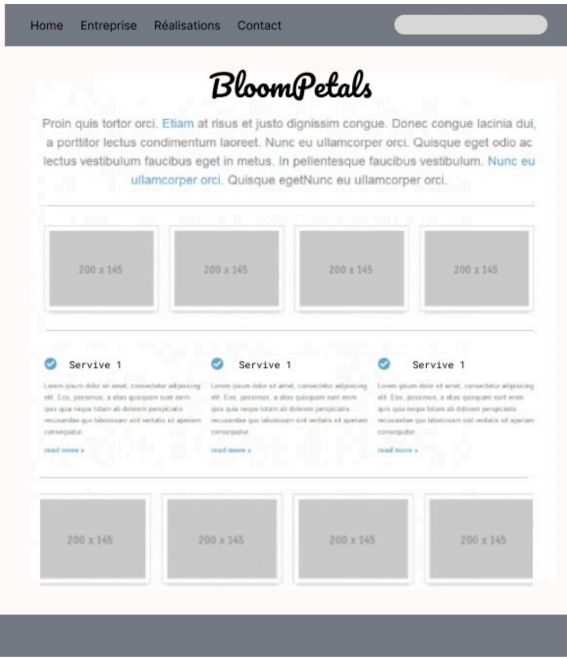 Home Entreprise Réalisations Contact
BloomPetals
Proin quis tortor orci. Etiam at risus et justo dignissim congue. Donec congue lacinia dui,
a porttitor lectus condimentum laoreet. Nunc eu ullamcorper orci. Quisque eget odio ac
lectus vestibulum faucibus eget in metus. In pellentesque faucibus vestibulum. Nunc eu
ullamcorper orci. Quisque egetNunc eu ullamcorper orci.
200 x 145 200 x 145 200 x 145 200 x 145
Servive 1 Servive 1 Servive 1
Lorem ipsum dolor sit amet, consectetur adipisicing
elit. Eos, possimus, a alias quisquam sunt enim
quis quia neque totam ab dolorem perspiciatis
recusandae quo laboriosam sint veritatis sit aperiam
consequatur.
read more »
Lorem ipsum dolor sit amet, consectetur adipisicing
elit. Eos, possimus, a alias quisquam sunt enim
quis quia neque totam ab dolorem perspiciatis
recusandae quo laboriosam sint veritatis sit aperiam
consequatur.
read more »
Lorem ipsum dolor sit amet, consectetur adipisicing
elit. Eos, possimus, a alias quisquam sunt enim
quis quia neque totam ab dolorem perspiciatis
recusandae quo laboriosam sint veritatis sit aperiam
consequatur.
read more »
200 x 145 200 x 145 200 x 145 200 x 145